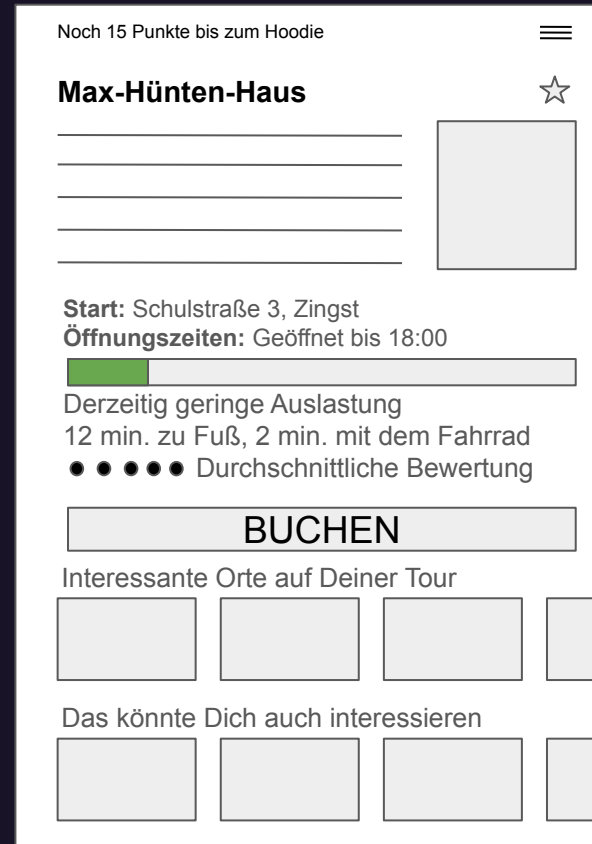 Noch 15 Punkte bis zum Hoodie
Max-Hünten-Haus
Start: Schulstraße 3, Zingst
Öffnungszeiten: Geöffnet bis 18:00
Derzeitig geringe Auslastung
12 min. zu Fuß, 2 min. mit dem Fahrrad
Durchschnittliche Bewertung
BUCHEN
Interessante Orte auf Deiner Tour
Das könnte Dich auch interessieren